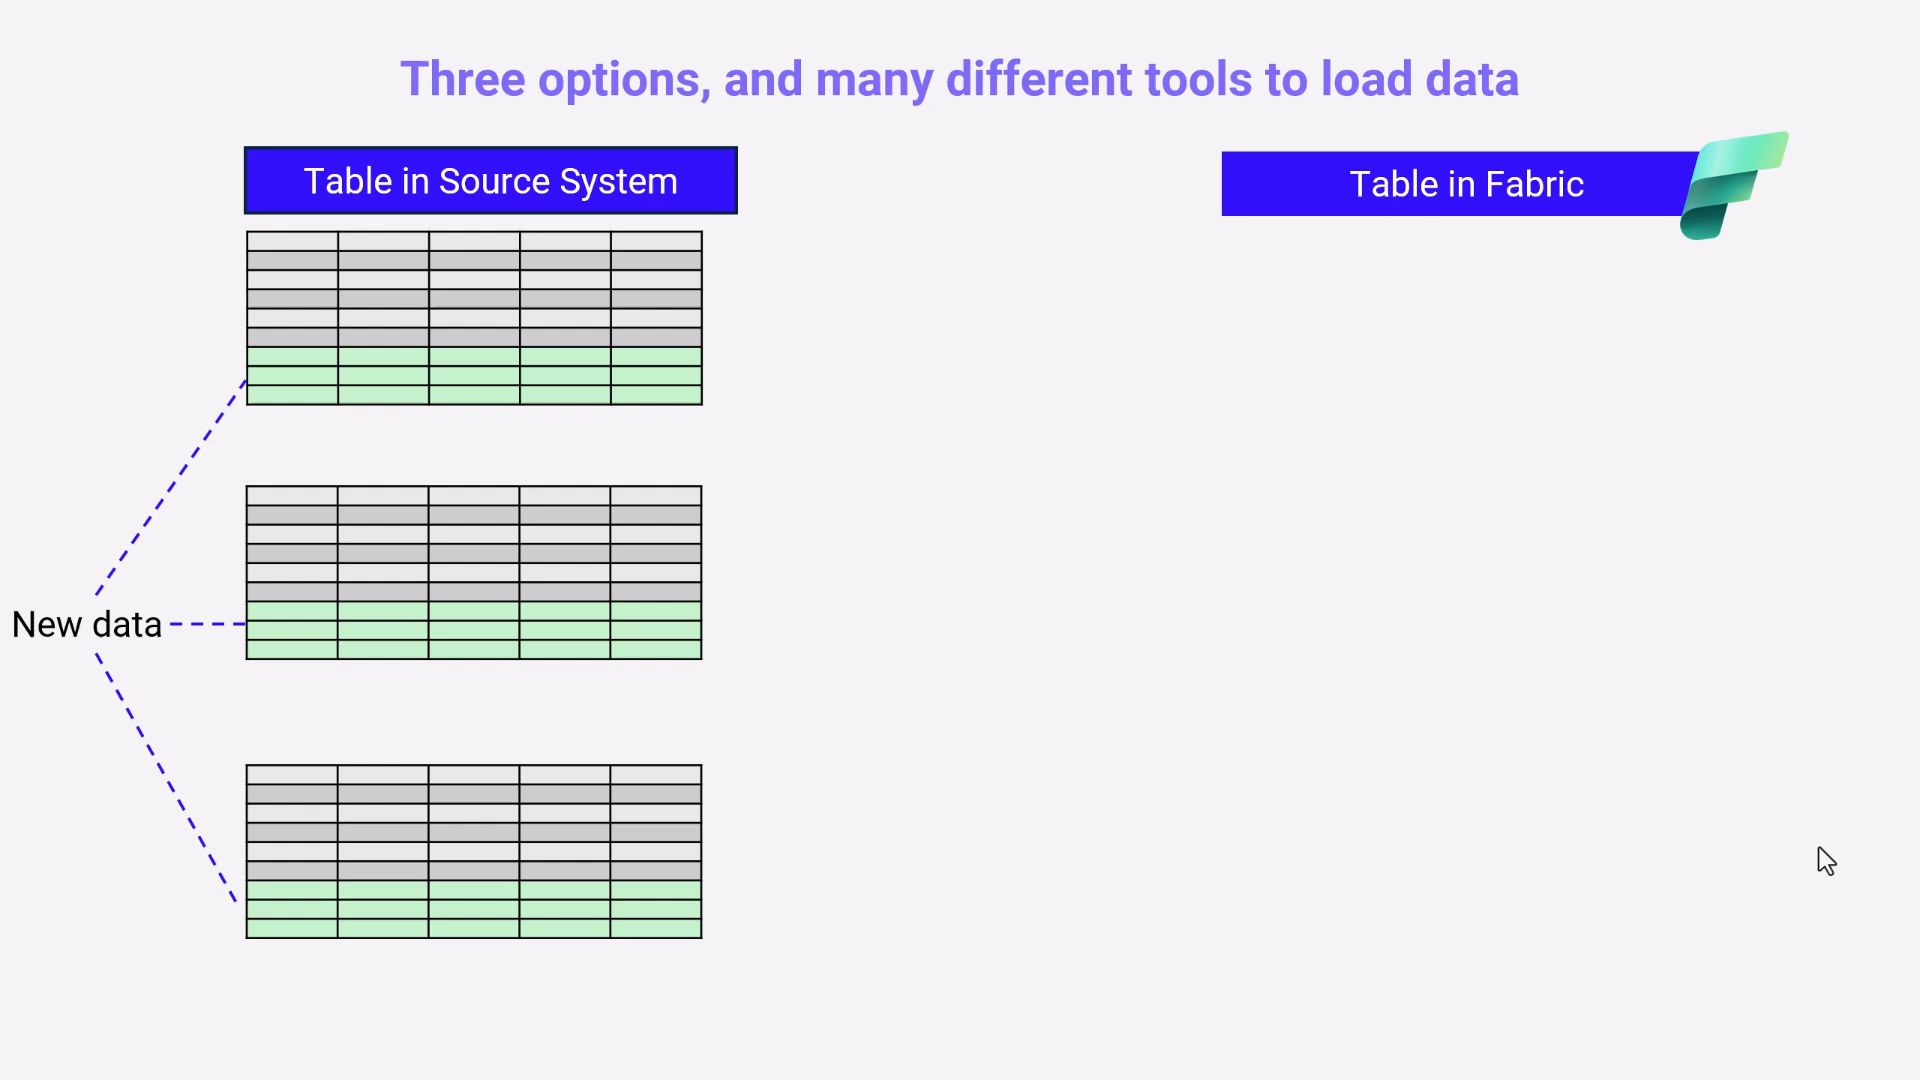 Three options, and many different tools to load data
Table in Source System
Table in Fabric
New data